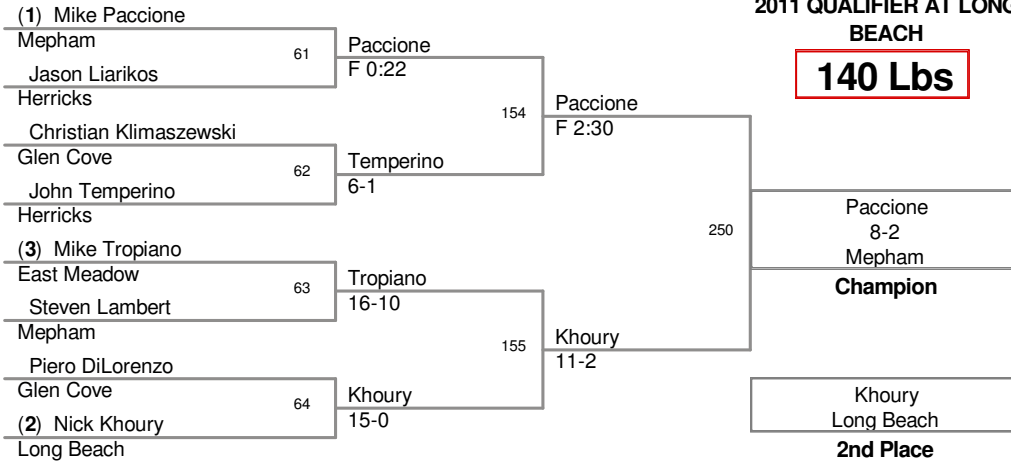 2011 QUALIFIER AT LONG
BEACH
140 Lbs
(1) Mike Paccione
Mepham
61
Jason Liarikos
Herricks
Paccione
F 0:22
Christian Klimaszewski
Glen Cove
62
John Temperino
Herricks
Temperino
6-1
154
Paccione
F 2:30
(3) Mike Tropiano
East Meadow
63
Steven Lambert
Mepham
Tropiano
16-10
Piero DiLorenzo
Glen Cove
64
(2) Nick Khoury
Long Beach
Khoury
15-0
155
Khoury
11-2
250
Paccione
8-2
Mepham
Champion
Khoury
Long Beach
2nd Place